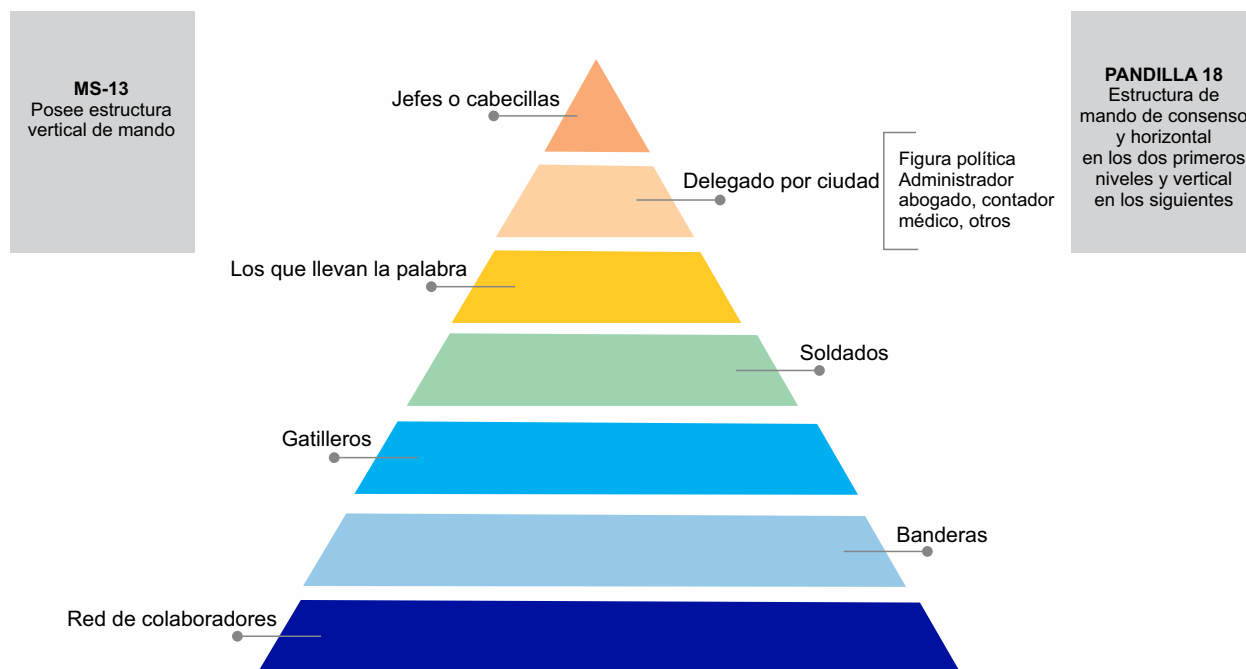 MS-13
Posee estructura
vertical de mando
PANDILLA 18
Estructura de
mando de consenso
y horizontal
en los dos primeros
niveles y vertical
en los siguientes
Jefes o cabecillas
Delegado por ciudad
Figura política
Administrador
abogado, contador
médico, otros
Los que llevan la palabra
Soldados
Gatilleros
Banderas
Red de colaboradores